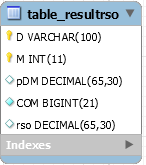 table_resultrso
D VARCHAR(100)
M INT(11)
pDM DECIMAL(65,30)
COM BIGINT(21)
rso DECIMAL(65,30)
Indexes